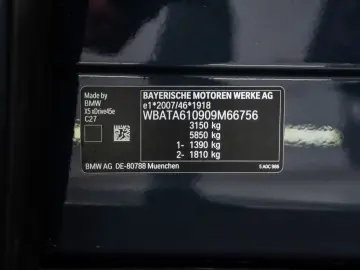 Made by
BMW
X5 xDrive45e
C27
BAYERISCHE MOTOREN WERKE AG
e1*2007/46*1918
WBATA610909M66756
3150 kg
5850 kg
1- 1390 kg
2- 1810 kg
BMW AG DE-80788 Muenchen